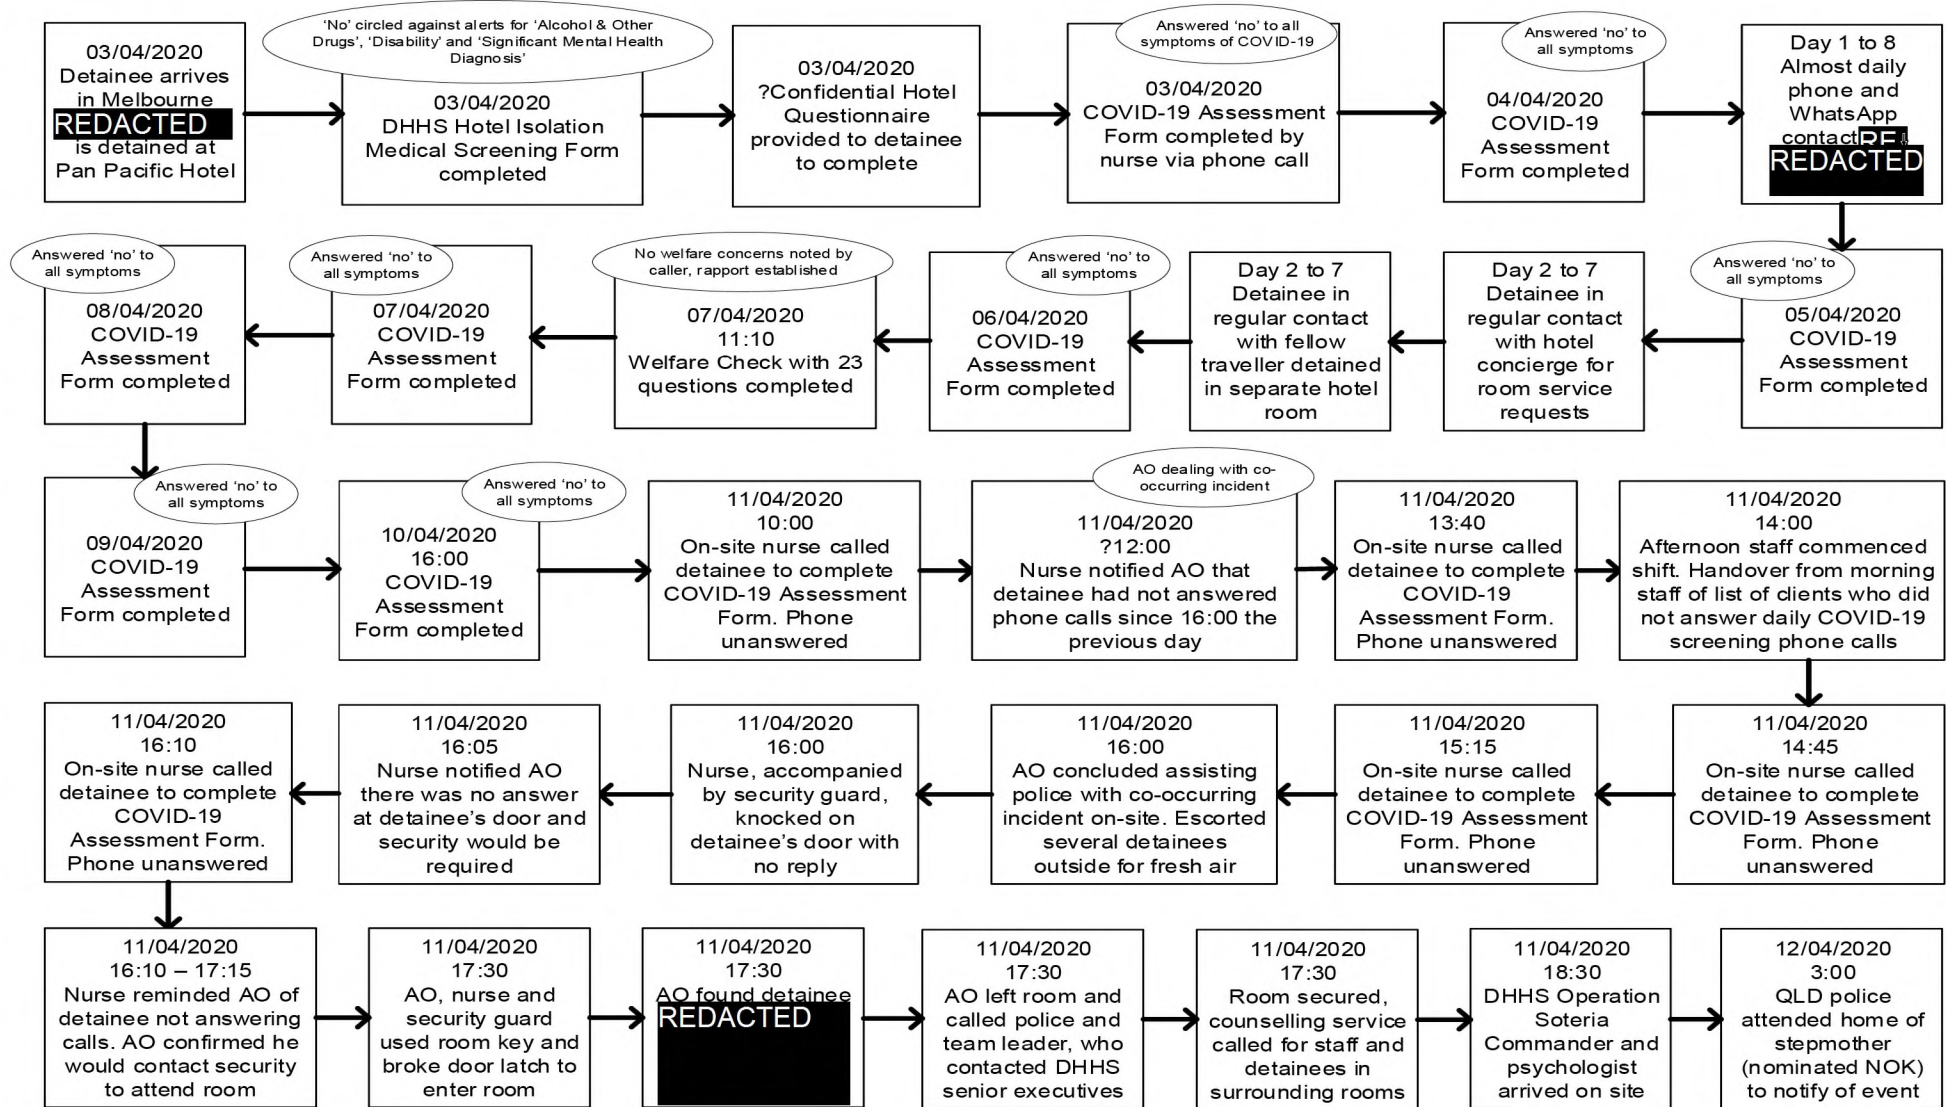 03/04/2020
Detainee arrives
in Melbourne
REDACTED
is detained at
Pan Pacific Hotel
‘No’ circled against alerts for ‘Alcohol & Other
Drugs’, ‘Disability’ and ‘Significant Mental Health
Diagnosis’
03/04/2020
DHHS Hotel Isolation
Medical Screening Form
completed
03/04/2020
?Confidential Hotel
Questionnaire
provided to detainee
to complete
Answered ‘no’ to all
symptoms of COVID-19
03/04/2020
COVID-19 Assessment
Form completed by
nurse via phone call
Answered ‘no’ to
all symptoms
04/04/2020
COVID-19
Assessment
Form completed
Day 1 to 8
Almost daily
phone and
WhatsApp
contact
REDACTED
Answered ‘no’ to
all symptoms
05/04/2020
COVID-19
Assessment
Form completed
Day 2 to 7
Detainee in
regular contact
with hotel
concierge for
room service
requests
Day 2 to 7
Detainee in
regular contact
with fellow
traveller detained
in separate hotel
room
Answered ‘no’ to
all symptoms
06/04/2020
COVID-19
Assessment
Form completed
No welfare concerns noted by
caller, rapport established
07/04/2020
11:10
Welfare Check with 23
questions completed
Answered ‘no’ to
all symptoms
07/04/2020
COVID-19
Assessment
Form completed
Answered ‘no’ to
all symptoms
08/04/2020
COVID-19
Assessment
Form completed
Answered ‘no’ to
all symptoms
09/04/2020
COVID-19
Assessment
Form completed
Answered ‘no’ to
all symptoms
10/04/2020
16:00
COVID-19
Assessment
Form completed
11/04/2020
10:00
On-site nurse called
detainee to complete
COVID-19 Assessment
Form. Phone
unanswered
AO dealing with co-
occurring incident
11/04/2020
?12:00
Nurse notified AO that
detainee had not answered
phone calls since 16:00 the
previous day
11/04/2020
13:40
On-site nurse called
detainee to complete
COVID-19
Assessment Form.
Phone unanswered
11/04/2020
14:00
Afternoon staff commenced
shift. Handover from morning
staff of list of clients who did
not answer daily COVID-19
screening phone calls
11/04/2020
14:45
On-site nurse called
detainee to complete
COVID-19 Assessment
Form. Phone
unanswered
11/04/2020
15:15
On-site nurse called
detainee to complete
COVID-19 Assessment
Form. Phone
unanswered
11/04/2020
16:00
AO concluded assisting
police with co-occurring
incident on-site. Escorted
several detainees
outside for fresh air
11/04/2020
16:00
Nurse, accompanied
by security guard,
knocked on
detainee’s door with
no reply
11/04/2020
16:05
Nurse notified AO
there was no answer
at detainee’s door and
security would be
required
11/04/2020
16:10
On-site nurse called
detainee to complete
COVID-19
Assessment Form.
Phone unanswered
11/04/2020
16:10 – 17:15
Nurse reminded AO of
detainee not answering
calls. AO confirmed he
would contact security
to attend room
11/04/2020
17:30
AO, nurse and
security guard
used room key and
broke door latch to
enter room
11/04/2020
17:30
AO found detainee
REDACTED
11/04/2020
17:30
AO left room and
called police and
team leader, who
contacted DHHS
senior executives
11/04/2020
17:30
Room secured,
counselling service
called for staff and
detainees in
surrounding rooms
11/04/2020
18:30
DHHS Operation
Soteria
Commander and
psychologist
arrived on site
12/04/2020
3:00
QLD police
attended home of
stepmother
(nominated NOK)
to notify of event